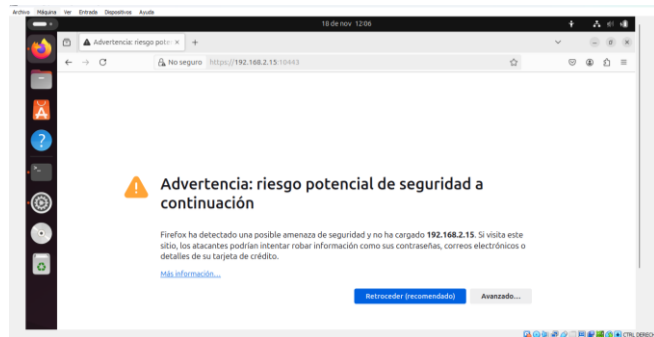 Archivo Máquina Ver Entrada Dispositivos Ayuda
18 de nov 12:06
Advertencia: riesgo poten
No seguro https://192.168.2.15:10443
Advertencia: riesgo potencial de seguridad a
continuación
Firefox ha detectado una posible amenaza de seguridad y no ha cargado 192.168.2.15. Si visita este
sitio, los atacantes podrían intentar robar información como sus contraseñas, correos electrónicos o
detalles de su tarjeta de crédito.
Más información...
Retroceder (recomendado) Avanzado...
CTRL DERECH